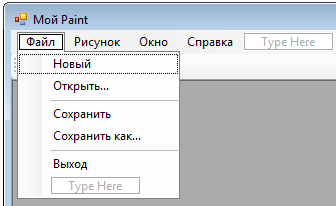 Мой Paint
Файл Рисунок Окно Справка Type Here
Новый
Открыть...
Сохранить
Сохранить как...
Выход
Type Here